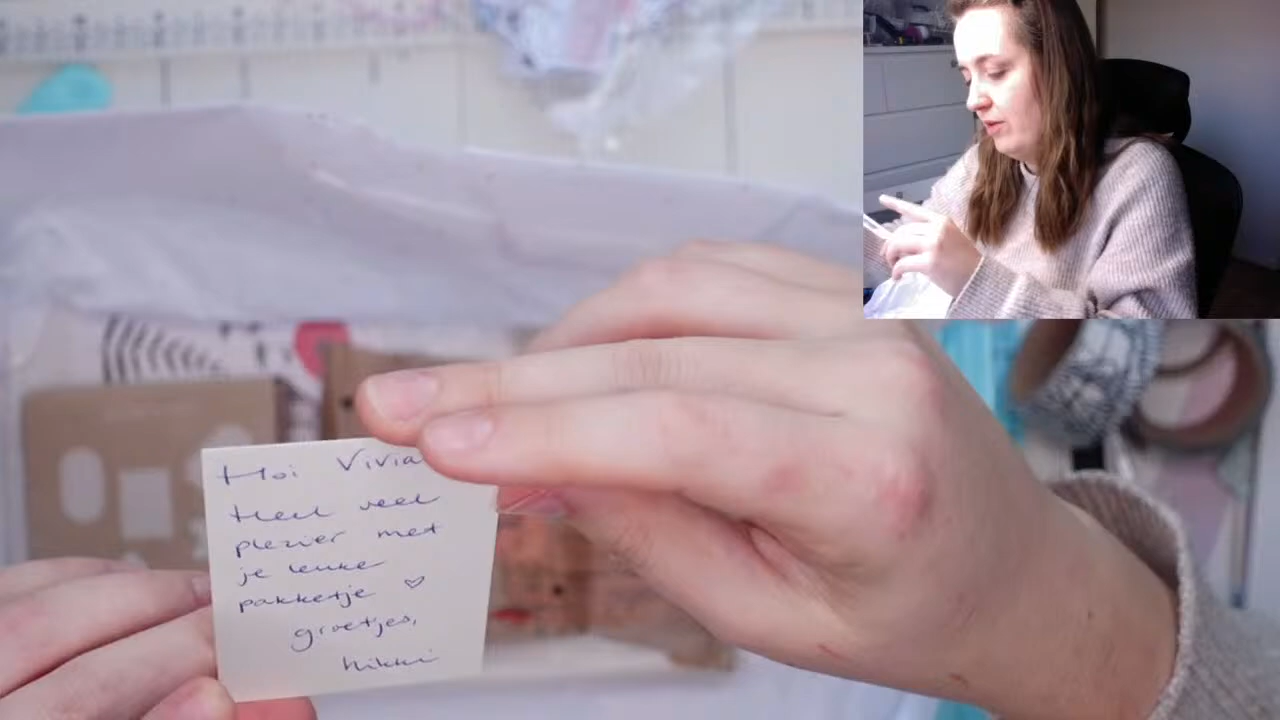 Hoi Vivia
Heel veel
plezier met
je leuke
pakketje ♡
groetjes,
Nikki